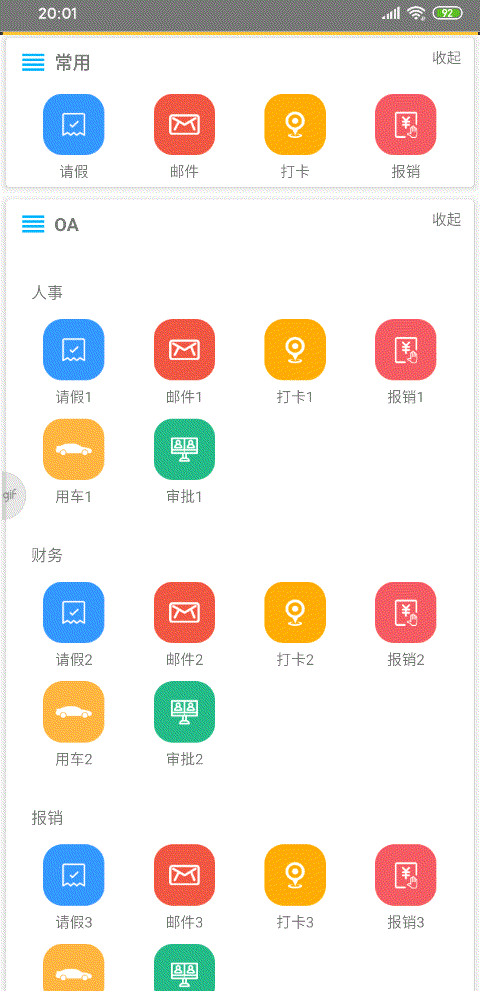 20:01 92
常用 收起
请假 邮件 打卡 报销
OA 收起
人事
请假1 邮件1 打卡1 报销1
用车1 审批1
gif
财务
请假2 邮件2 打卡2 报销2
用车2 审批2
报销
请假3 邮件3 打卡3 报销3